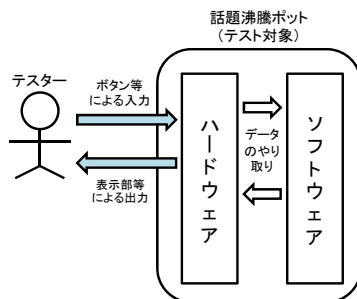 話題沸騰ポット
(テスト対象)
テスター
ボタン等
による入力
表示部等
による出力
ハードウェア
データ
のやり
取り
ソフトウェア